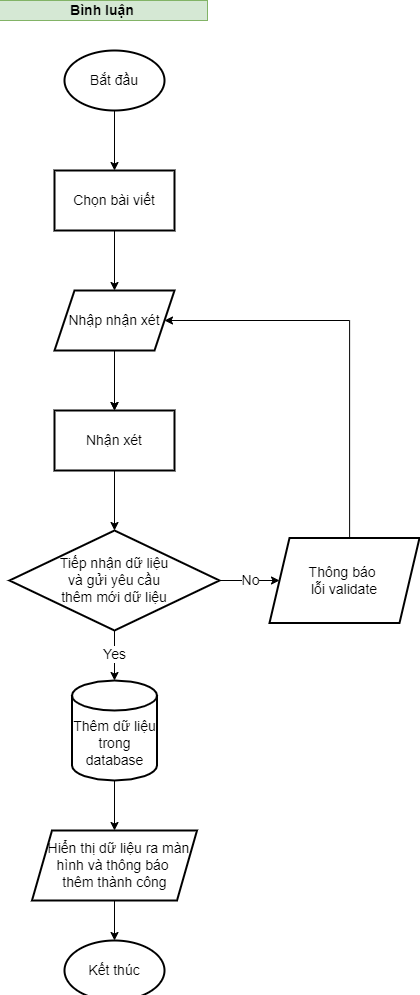 Bình luận
Bắt đầu
Chọn bài viết
Nhập nhận xét
Nhận xét
Tiếp nhận dữ liệu
và gửi yêu cầu
thêm mới dữ liệu
No
Thông báo
lỗi validate
Yes
Thêm dữ liệu
trong
database
Hiển thị dữ liệu ra màn
hình và thông báo
thêm thành công
Kết thúc